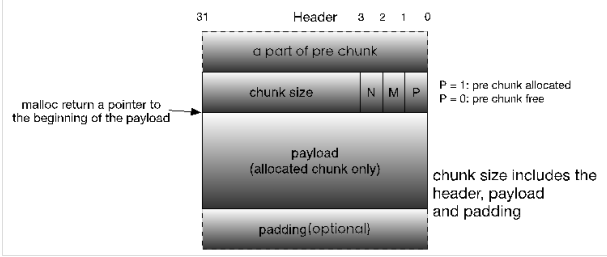 31 Header 3 2 1 0
a part of pre chunk
chunk size N M P
P = 1: pre chunk allocated
P = 0: pre chunk free
malloc return a pointer to
the beginning of the payload
payload
(allocated chunk only)
chunk size includes the
header, payload
and padding
padding(optional)